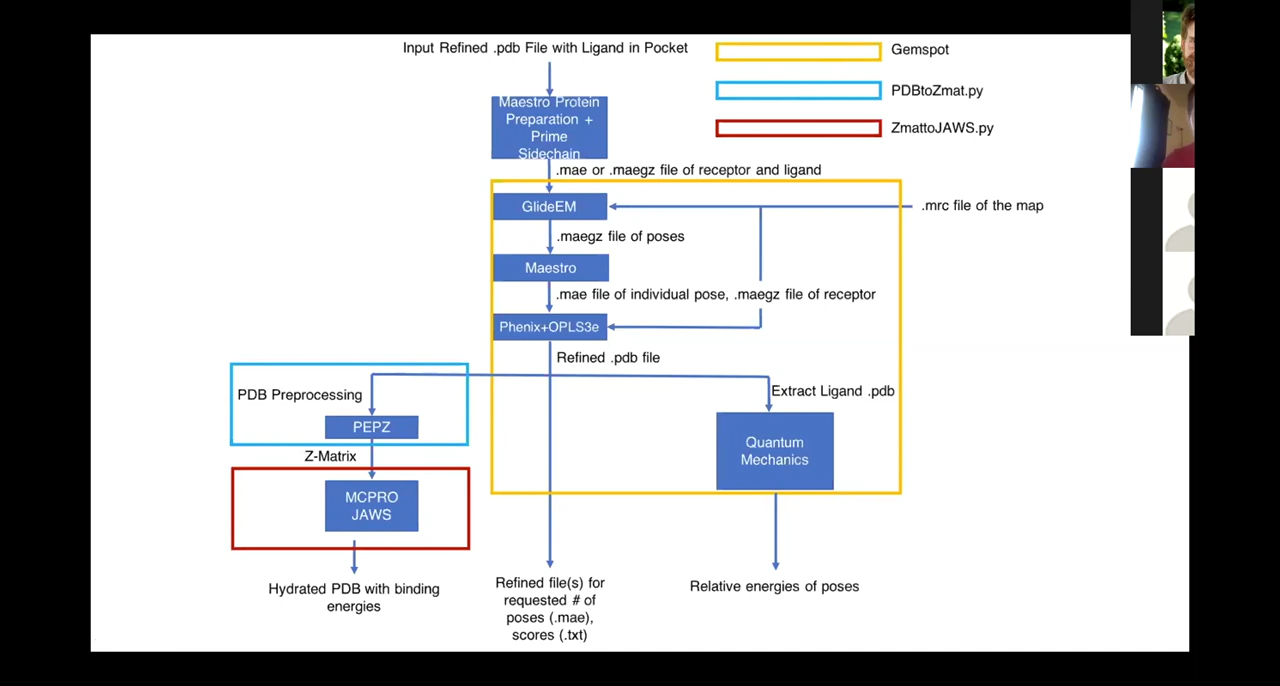 Input Refined .pdb File with Ligand in Pocket
Gemspot
PDBtoZmat.py
ZmattoJAWS.py
Maestro Protein
Preparation +
Prime
Sidechain
.mae or .maegz file of receptor and ligand
GlideEM
.mrc file of the map
.maegz file of poses
Maestro
.mae file of individual pose, .maegz file of receptor
Phenix+OPLS3e
Refined .pdb file
PDB Preprocessing
Extract Ligand .pdb
PEPZ
Quantum
Mechanics
Z-Matrix
MCPRO
JAWS
Hydrated PDB with binding
energies
Refined file(s) for
requested # of
poses (.mae),
scores (.txt)
Relative energies of poses